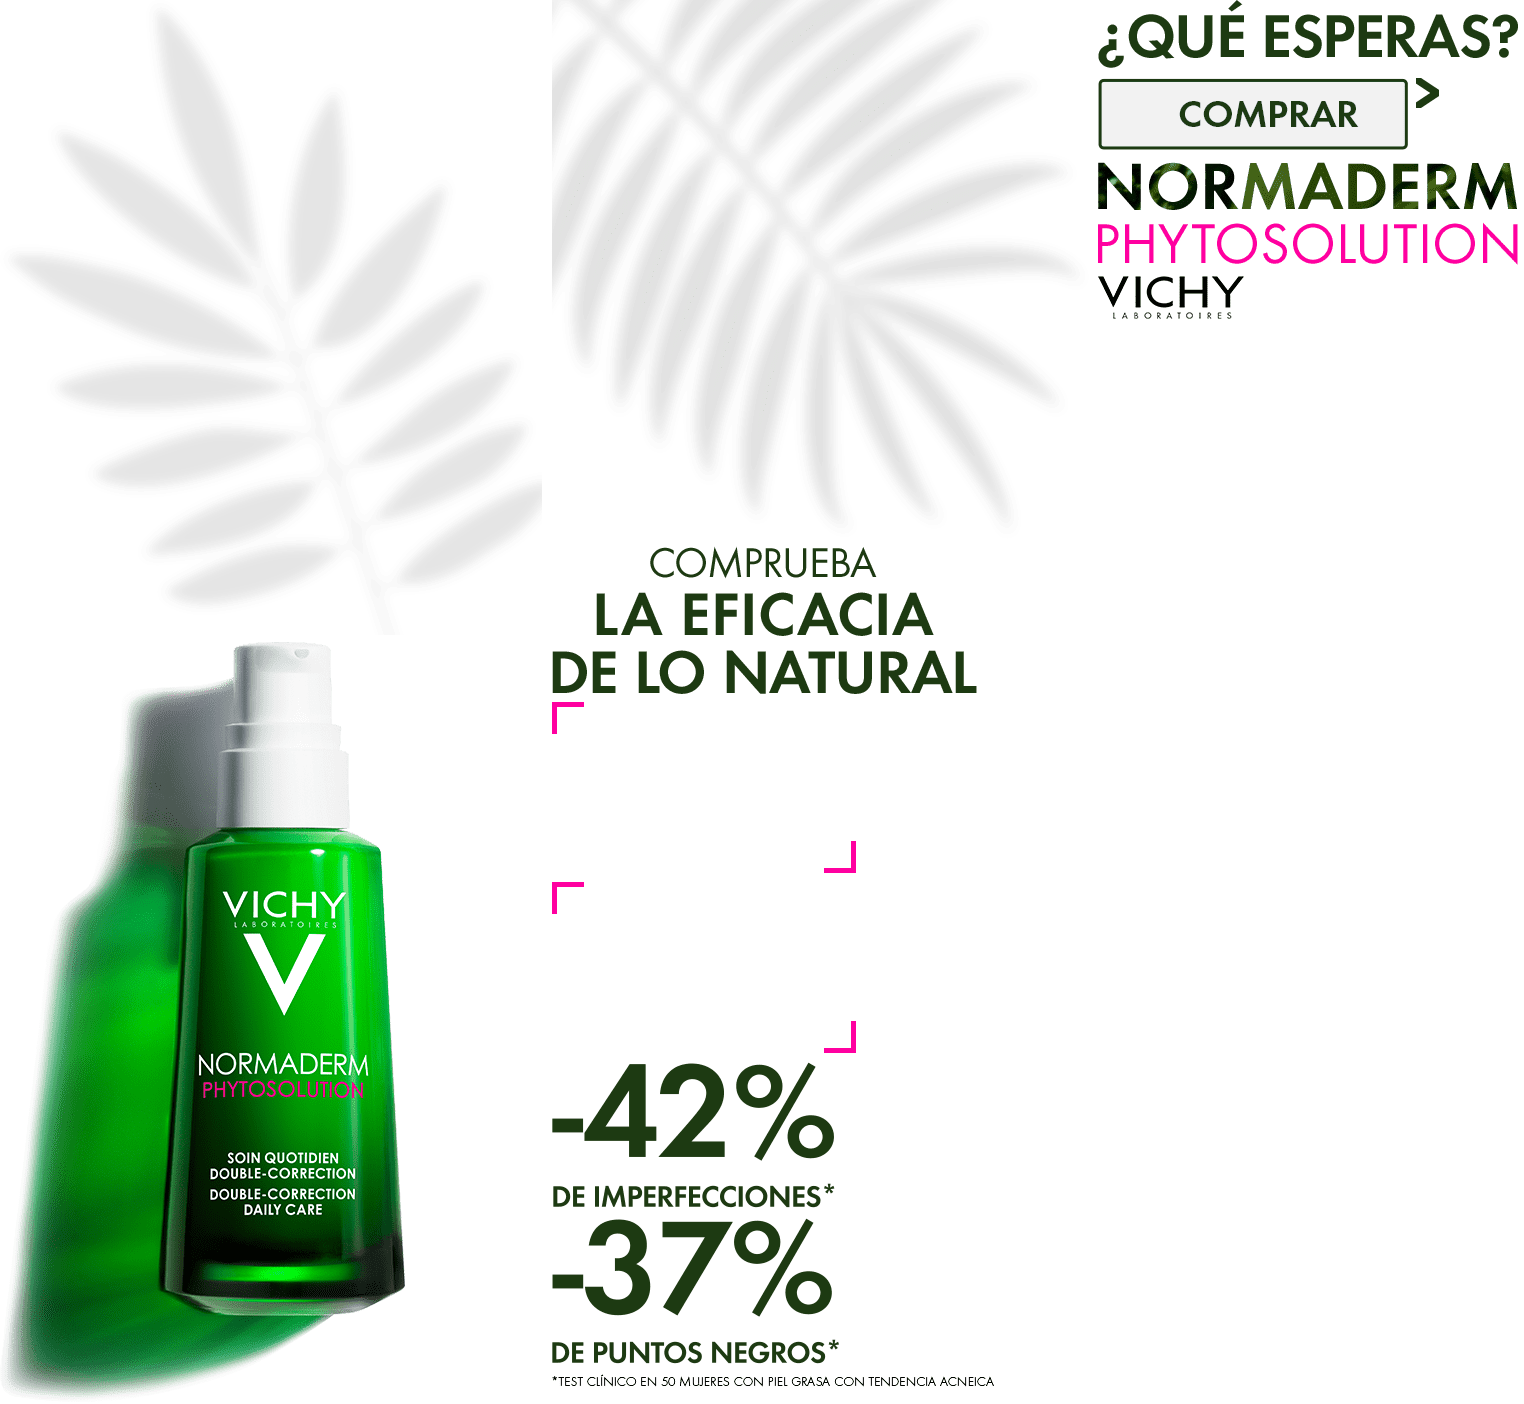 ¿QUÉ ESPERAS?
COMPRAR
NORMADERM
PHYTOSOLUTION
VICHY
LABORATOIRES
COMPRUEBA
LA EFICACIA
DE LO NATURAL
VICHY
LABORATOIRES
V
NORMADERM
PHYTOSOLUTION
SOIN QUOTIDIEN
DOUBLE-CORRECTION
DOUBLE-CORRECTION
DAILY CARE
-42%
DE IMPERFECCIONES*
-37%
DE PUNTOS NEGROS*
*TEST CLÍNICO EN 50 MUJERES CON PIEL GRASA CON TENDENCIA ACNEICA